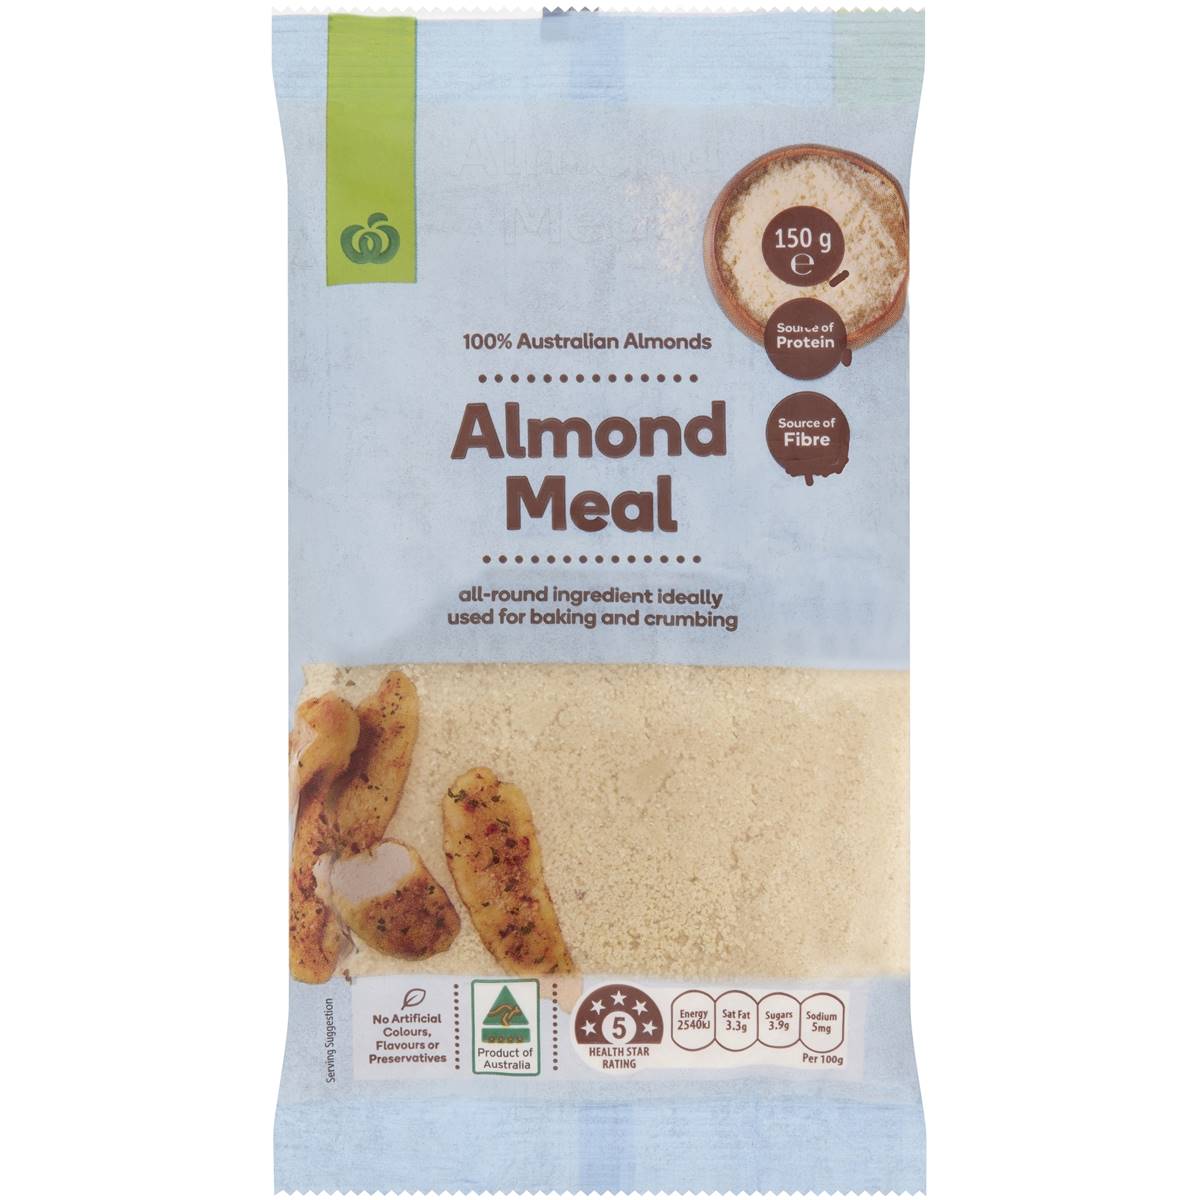 150 g
e
Source of
Protein
100% Australian Almonds
Almond
Meal
Source of
Fibre
all-round ingredient ideally
used for baking and crumbing
Serving Suggestion
No Artificial
Colours,
Flavours or
Preservatives
Product of
Australia
5
HEALTH STAR
RATING
Energy
2540kJ
Sat Fat
3.3g
Sugars
3.9g
Sodium
5mg
Per 100g